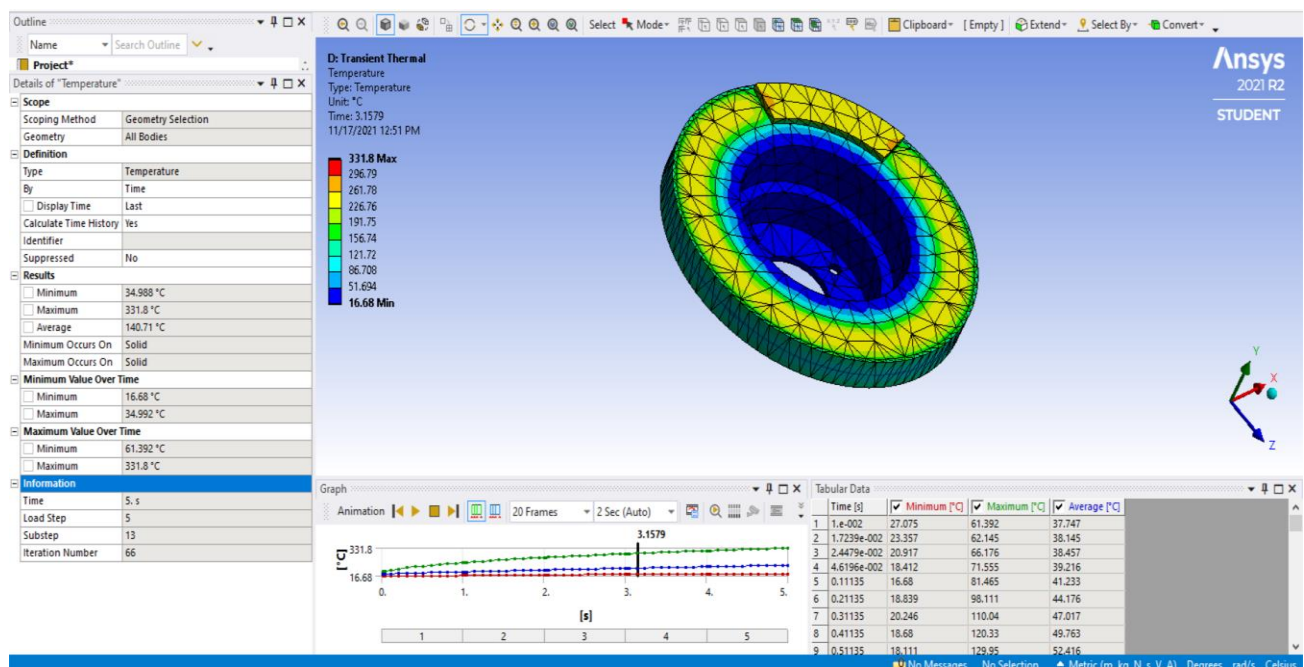 Outline
Name Search Outline
Project*
Details of "Temperature"
Scope
Scoping Method Geometry Selection
Geometry All Bodies
Definition
Type Temperature
By Time
Display Time Last
Calculate Time History Yes
Identifier
Suppressed No
Results
Minimum 34.988 °C
Maximum 331.8 °C
Average 140.71 °C
Minimum Occurs On Solid
Maximum Occurs On Solid
Minimum Value Over Time
Minimum 16.68 °C
Maximum 34.992 °C
Maximum Value Over Time
Minimum 61.392 °C
Maximum 331.8 °C
Information
Time 5. s
Load Step 5
Substep 13
Iteration Number 66
Select Mode Clipboard [ Empty ] Extend Select By Convert
D: Transient Thermal
Temperature
Type: Temperature
Unit: °C
Time: 3.1579
11/17/2021 12:51 PM
331.8 Max
296.79
261.78
226.76
191.75
156.74
121.72
86.708
51.694
16.68 Min
Ansys
2021 R2
STUDENT
Y
X
Z
Graph
Animation 20 Frames 2 Sec (Auto)
3.1579
331.8
[°C]
16.68
0. 1. 2. 3. 4. 5.
[s]
1 2 3 4 5
Tabular Data
Time [s] Minimum [°C] Maximum [°C] Average [°C]
1 1.e-002 27.075 61.392 37.747
2 1.7239e-002 23.357 62.145 38.145
3 2.4479e-002 20.917 66.176 38.457
4 4.6196e-002 18.412 71.555 39.216
5 0.11135 16.68 81.465 41.233
6 0.21135 18.839 98.111 44.176
7 0.31135 20.246 110.04 47.017
8 0.41135 18.68 120.33 49.763
9 0.51135 18.111 129.95 52.416
No Messages No Selection Metric (m, kg, N, s, V, A) Degrees rad/s Celsius